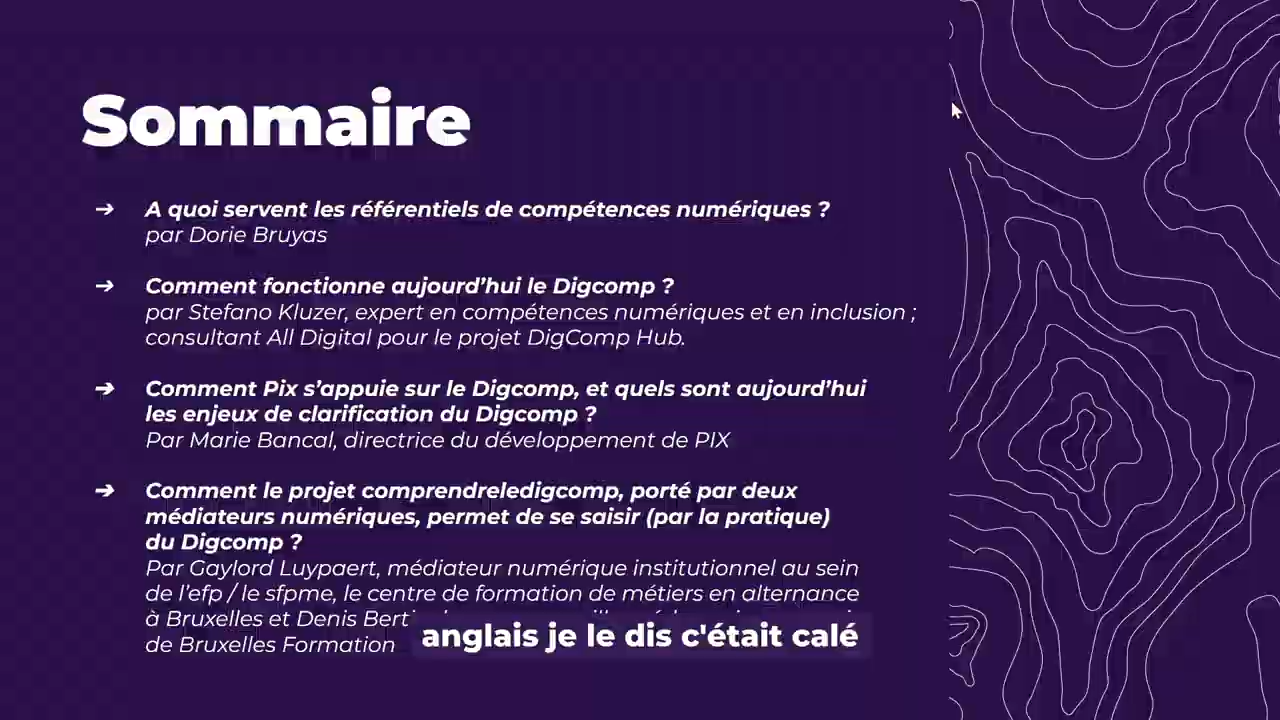 Sommaire
➔ A quoi servent les référentiels de compétences numériques ?
par Dorie Bruyas
➔ Comment fonctionne aujourd’hui le Digcomp ?
par Stefano Kluzer, expert en compétences numériques et en inclusion ;
consultant All Digital pour le projet DigComp Hub.
➔ Comment Pix s’appuie sur le Digcomp, et quels sont aujourd’hui
les enjeux de clarification du Digcomp ?
Par Marie Bancal, directrice du développement de PIX
➔ Comment le projet comprendreledigcomp, porté par deux
médiateurs numériques, permet de se saisir (par la pratique)
du Digcomp ?
Par Gaylord Luypaert, médiateur numérique institutionnel au sein
de l’efp / le sfpme, le centre de formation de métiers en alternance
à Bruxelles et Denis
de Bruxelles Formation
anglais je le dis c'était calé